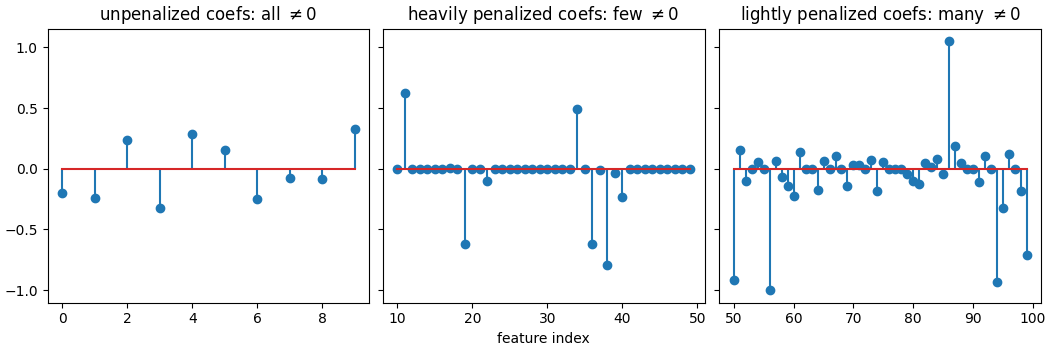 unpenalized coefs: all ≠0
heavily penalized coefs: few ≠0
lightly penalized coefs: many ≠0
1.0
0.5
0.0
−0.5
−1.0
0 2 4 6 8
10 20 30 40 50
50 60 70 80 90 100
feature index